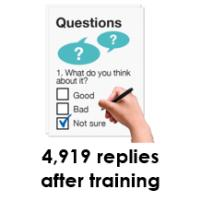 Questions
? ?
1. What do you think
about it?
Good
Bad
Not sure
4,919 replies
after training